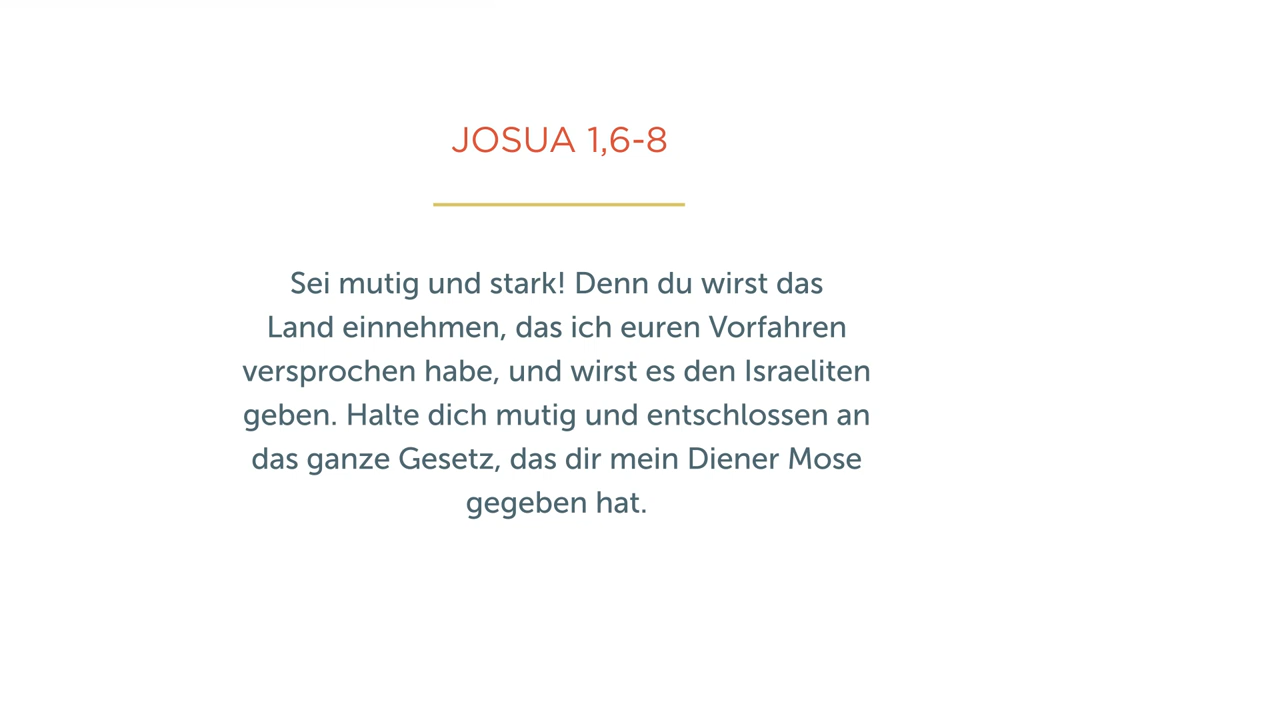 JOSUA 1,6-8
Sei mutig und stark! Denn du wirst das
Land einnehmen, das ich euren Vorfahren
versprochen habe, und wirst es den Israeliten
geben. Halte dich mutig und entschlossen an
das ganze Gesetz, das dir mein Diener Mose
gegeben hat.